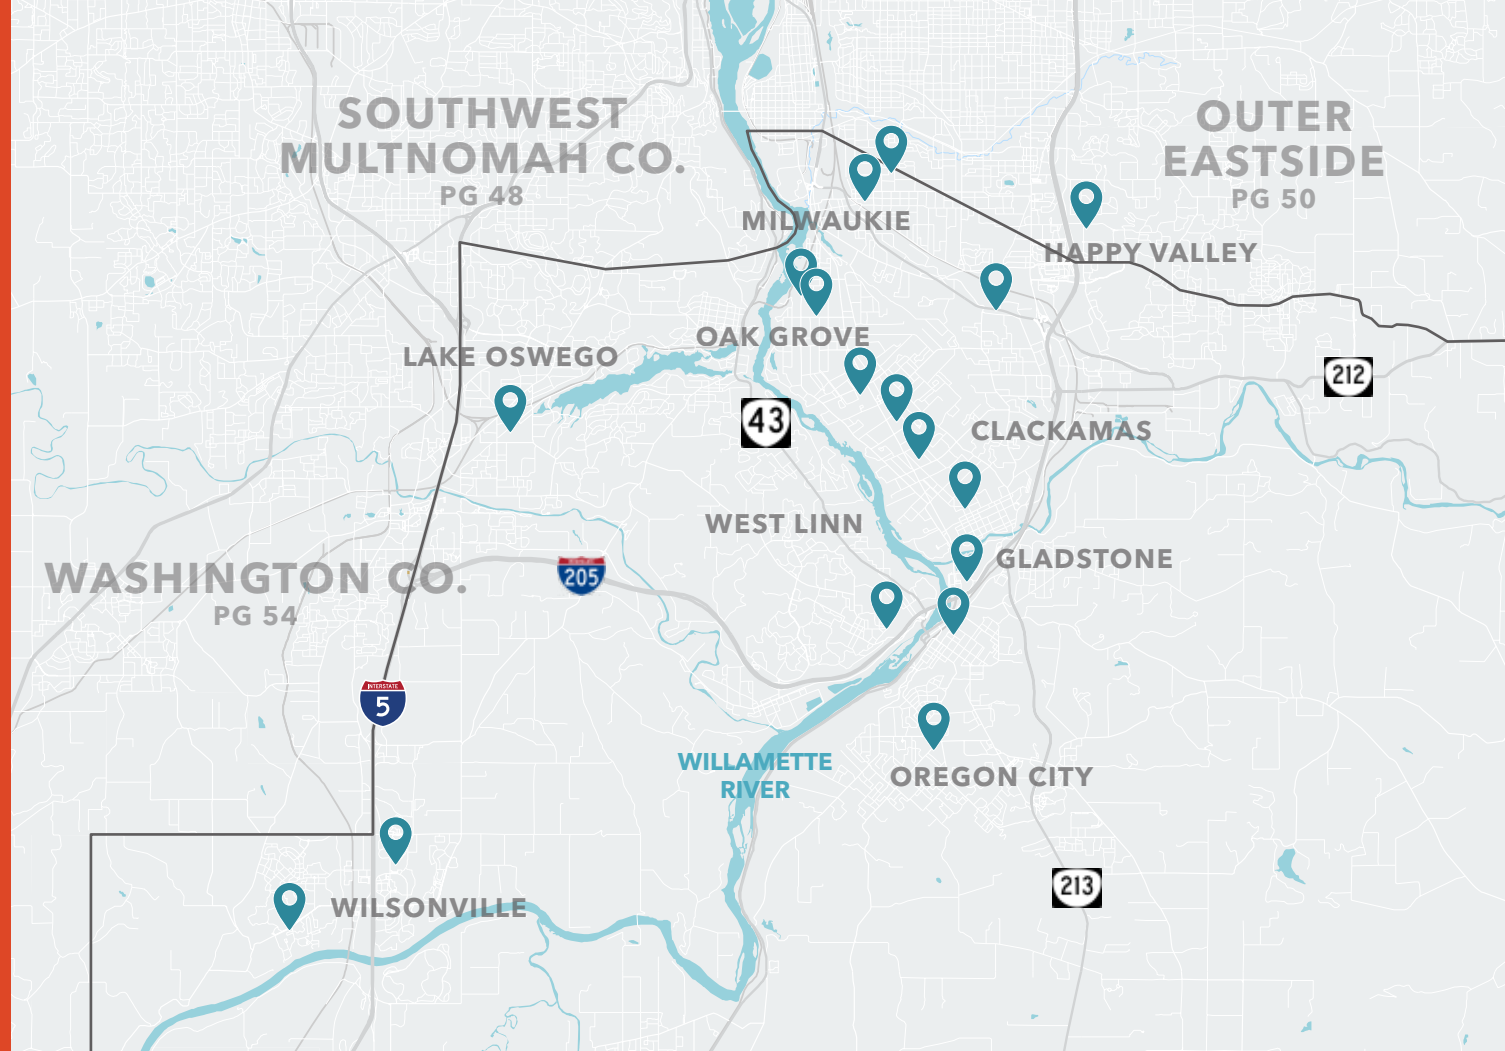 SOUTHWEST
MULTNOMAH CO.
PG 48
OUTER
EASTSIDE
PG 50
MILWAUKIE
HAPPY VALLEY
OAK GROVE
LAKE OSWEGO
212
43
CLACKAMAS
WEST LINN
GLADSTONE
WASHINGTON CO.
PG 54
205
INTERSTATE
5
WILLAMETTE
RIVER
OREGON CITY
213
WILSONVILLE